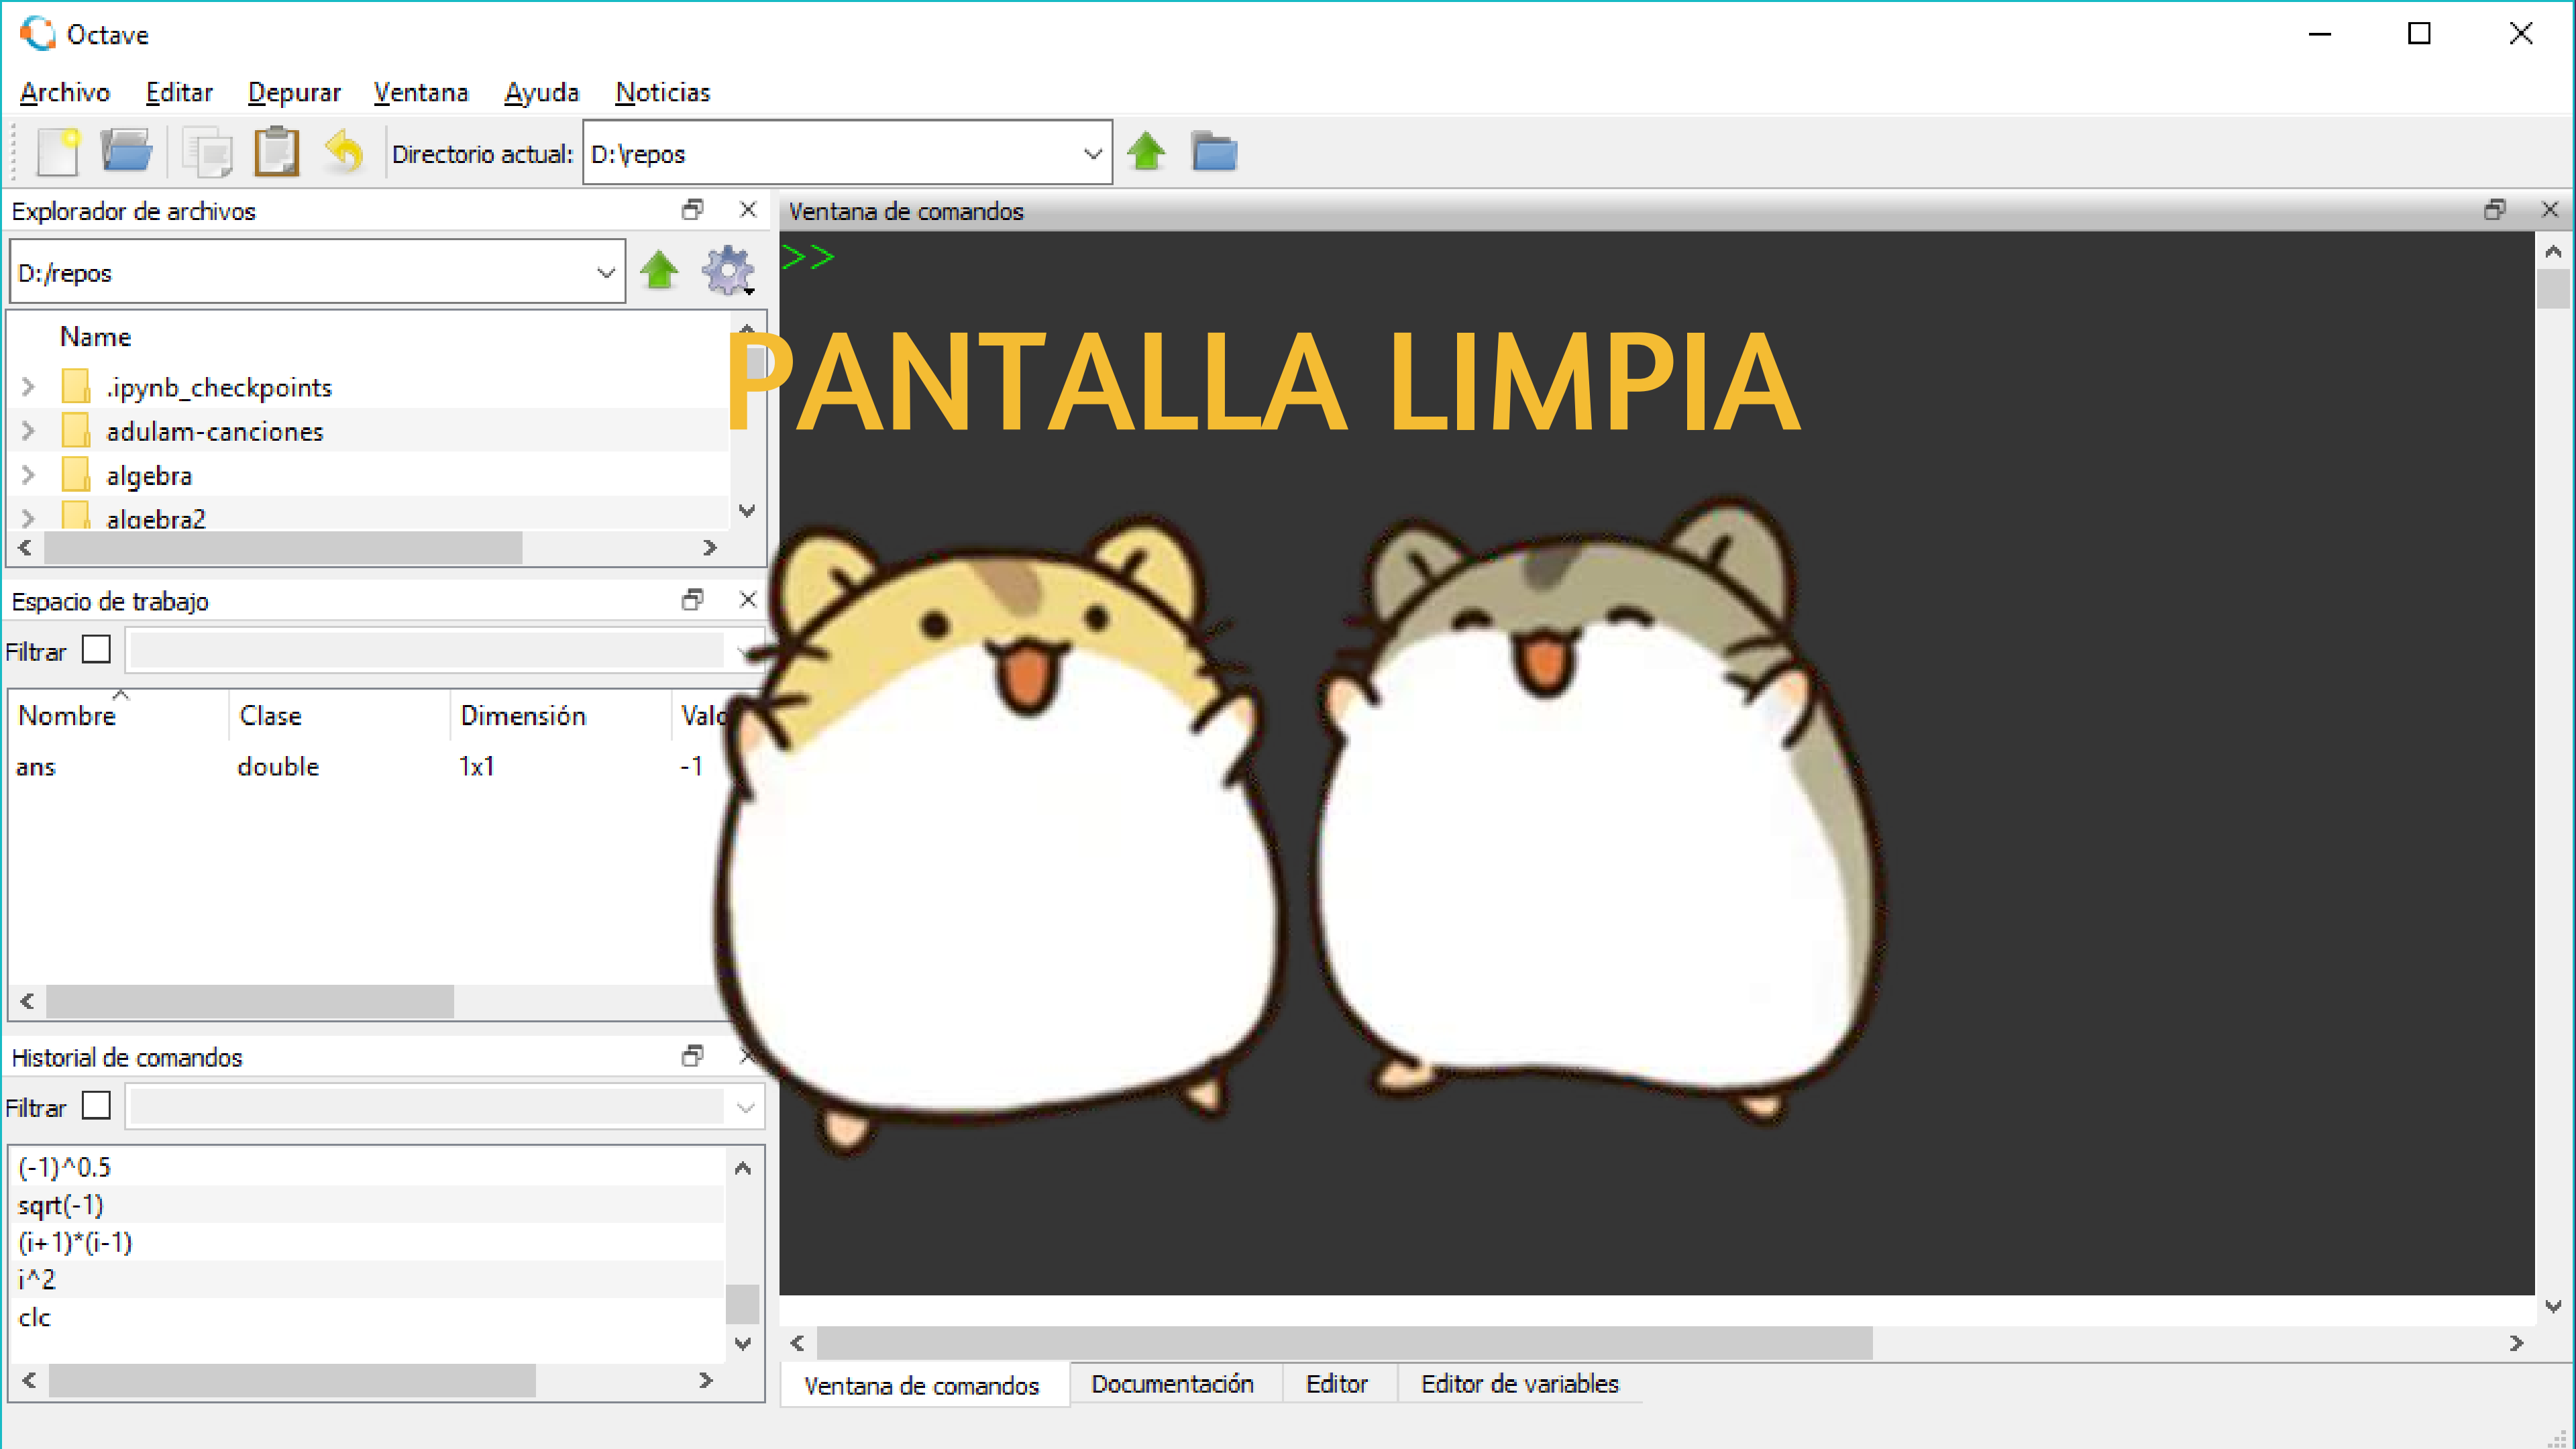 Octave
Archivo Editar Depurar Ventana Ayuda Noticias
Directorio actual: D:\repos
Explorador de archivos
D:/repos
Name
.ipynb_checkpoints
adulam-canciones
algebra
algebra2
Espacio de trabajo
Filtrar
Nombre Clase Dimensión
ans double 1x1 -1
Historial de comandos
Filtrar
(-1)^0.5
sqrt(-1)
(i+1)*(i-1)
i^2
clc
Ventana de comandos
>>
PANTALLA LIMPIA
Ventana de comandos Documentación Editor Editor de variables